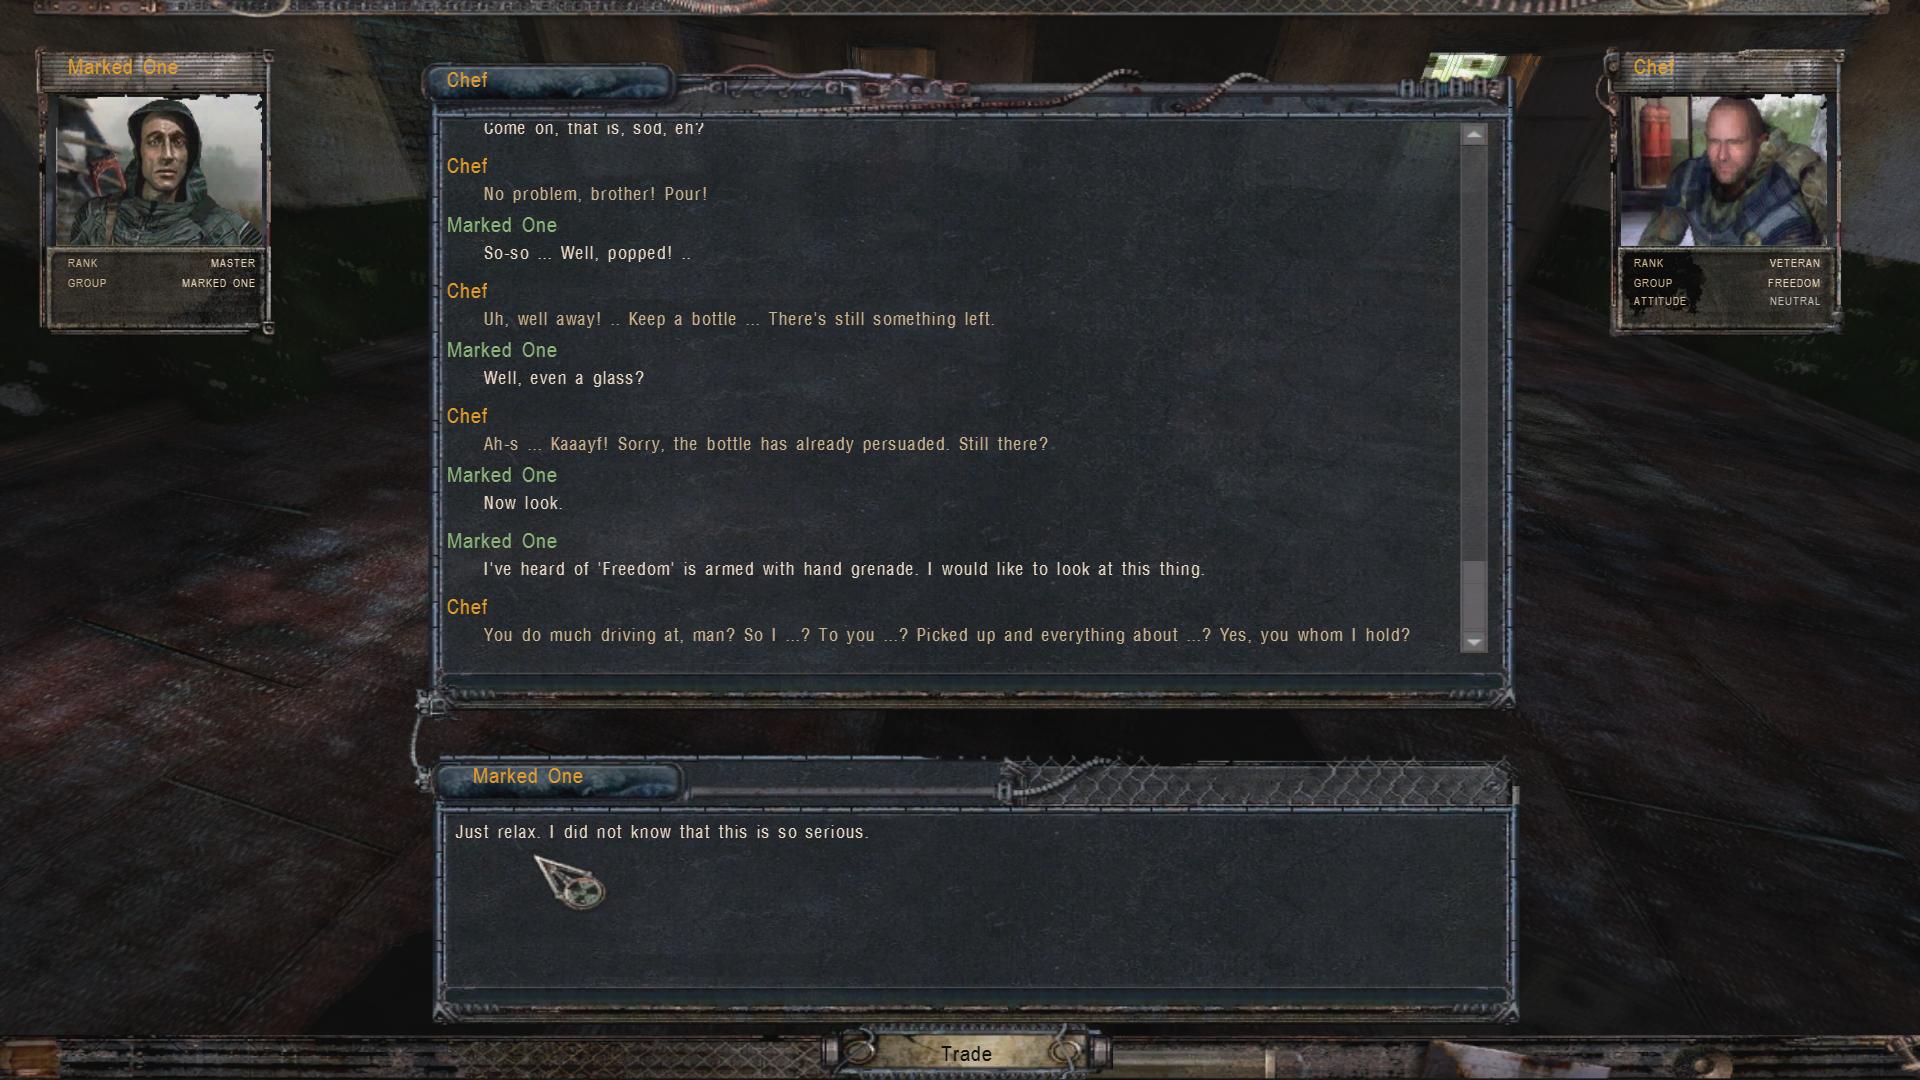 Marked One
RANK MASTER
GROUP MARKED ONE
Chef
Come on, that is, sod, eh?
Chef
No problem, brother! Pour!
Marked One
So-so ... Well, popped! ..
Chef
Uh, well away! .. Keep a bottle ... There's still something left.
Marked One
Well, even a glass?
Chef
Ah-s ... Kaaayf! Sorry, the bottle has already persuaded. Still there?
Marked One
Now look.
Marked One
I've heard of 'Freedom' is armed with hand grenade. I would like to look at this thing.
Chef
You do much driving at, man? So I ...? To you ...? Picked up and everything about ...? Yes, you whom I hold?
Chef
RANK VETERAN
GROUP FREEDOM
ATTITUDE NEUTRAL
Marked One
Just relax. I did not know that this is so serious.
Trade